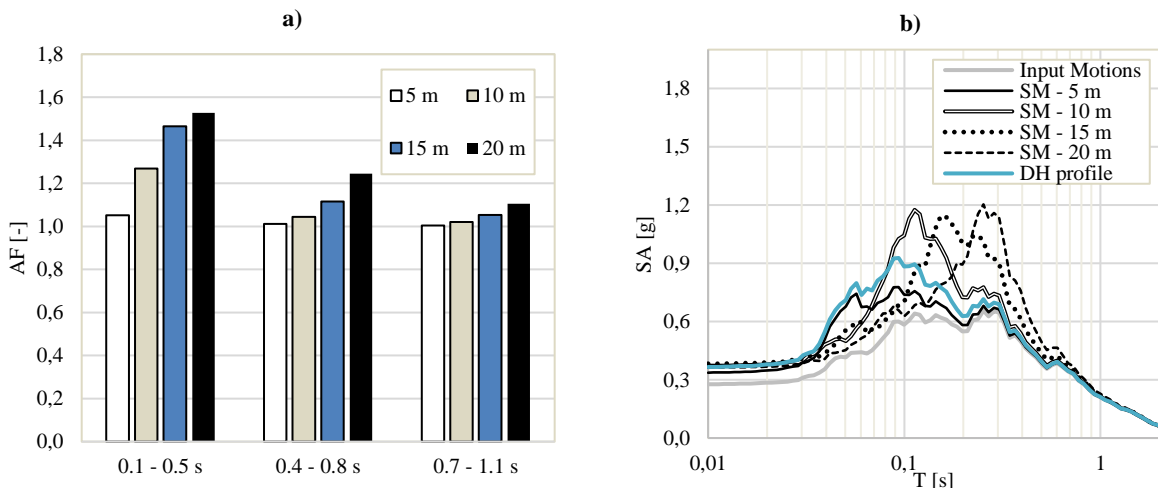 a)
AF [-]
1,8
1,6
1,4
1,2
1,0
0,8
0,6
0,4
0,2
0,0
5 m
10 m
15 m
20 m
0.1 - 0.5 s
0.4 - 0.8 s
0.7 - 1.1 s
b)
SA [g]
1,8
1,5
1,2
0,9
0,6
0,3
0,0
Input Motions
SM - 5 m
SM - 10 m
SM - 15 m
SM - 20 m
DH profile
0,01
0,1
1
T [s]